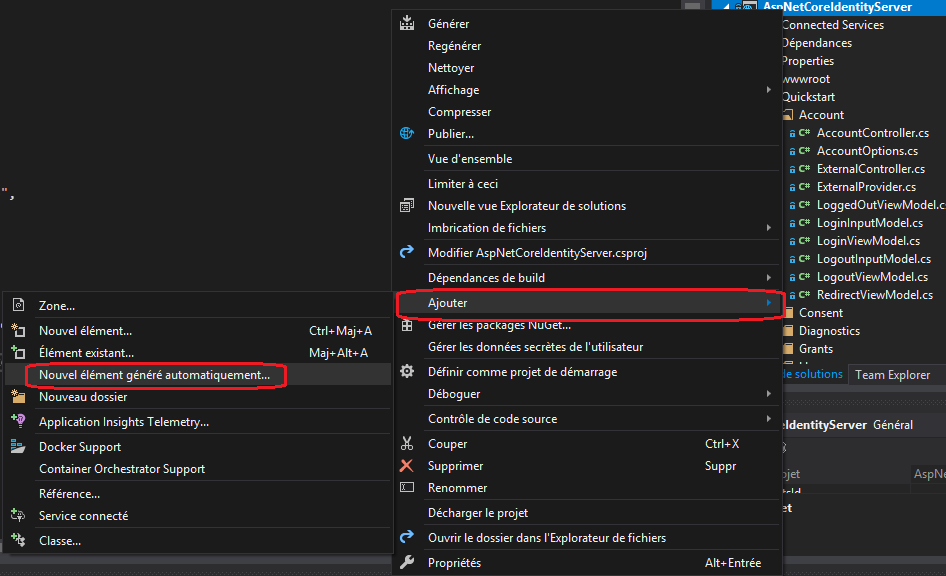 ",
Générer
Regénérer
Nettoyer
Affichage
Compresser
Publier...
Vue d'ensemble
Limiter à ceci
Nouvelle vue Explorateur de solutions
Imbrication de fichiers
Modifier AspNetCoreIdentityServer.csproj
Dépendances de build
Ajouter
Gérer les packages NuGet...
Gérer les données secrètes de l'utilisateur
Définir comme projet de démarrage
Déboguer
Contrôle de code source
Couper Ctrl+X
Supprimer Suppr
Renommer
Décharger le projet
Ouvrir le dossier dans l'Explorateur de fichiers
Propriétés Alt+Entrée
Zone...
Nouvel élément... Ctrl+Maj+A
Élément existant... Maj+Alt+A
Nouvel élément généré automatiquement...
Nouveau dossier
Application Insights Telemetry...
Docker Support
Container Orchestrator Support
Référence...
Service connecté
Classe...
AspNetCoreIdentityServer
Connected Services
Dépendances
Properties
wwwroot
Quickstart
Account
C# AccountController.cs
C# AccountOptions.cs
C# ExternalController.cs
C# ExternalProvider.cs
C# LoggedOutViewModel.c
C# LoginInputModel.cs
C# LoginViewModel.cs
C# LogoutInputModel.cs
C# LogoutViewModel.cs
C# RedirectViewModel.cs
Consent
Diagnostics
Grants
de solutions Team Explorer
IdentityServer Général
ojet AspNe
et